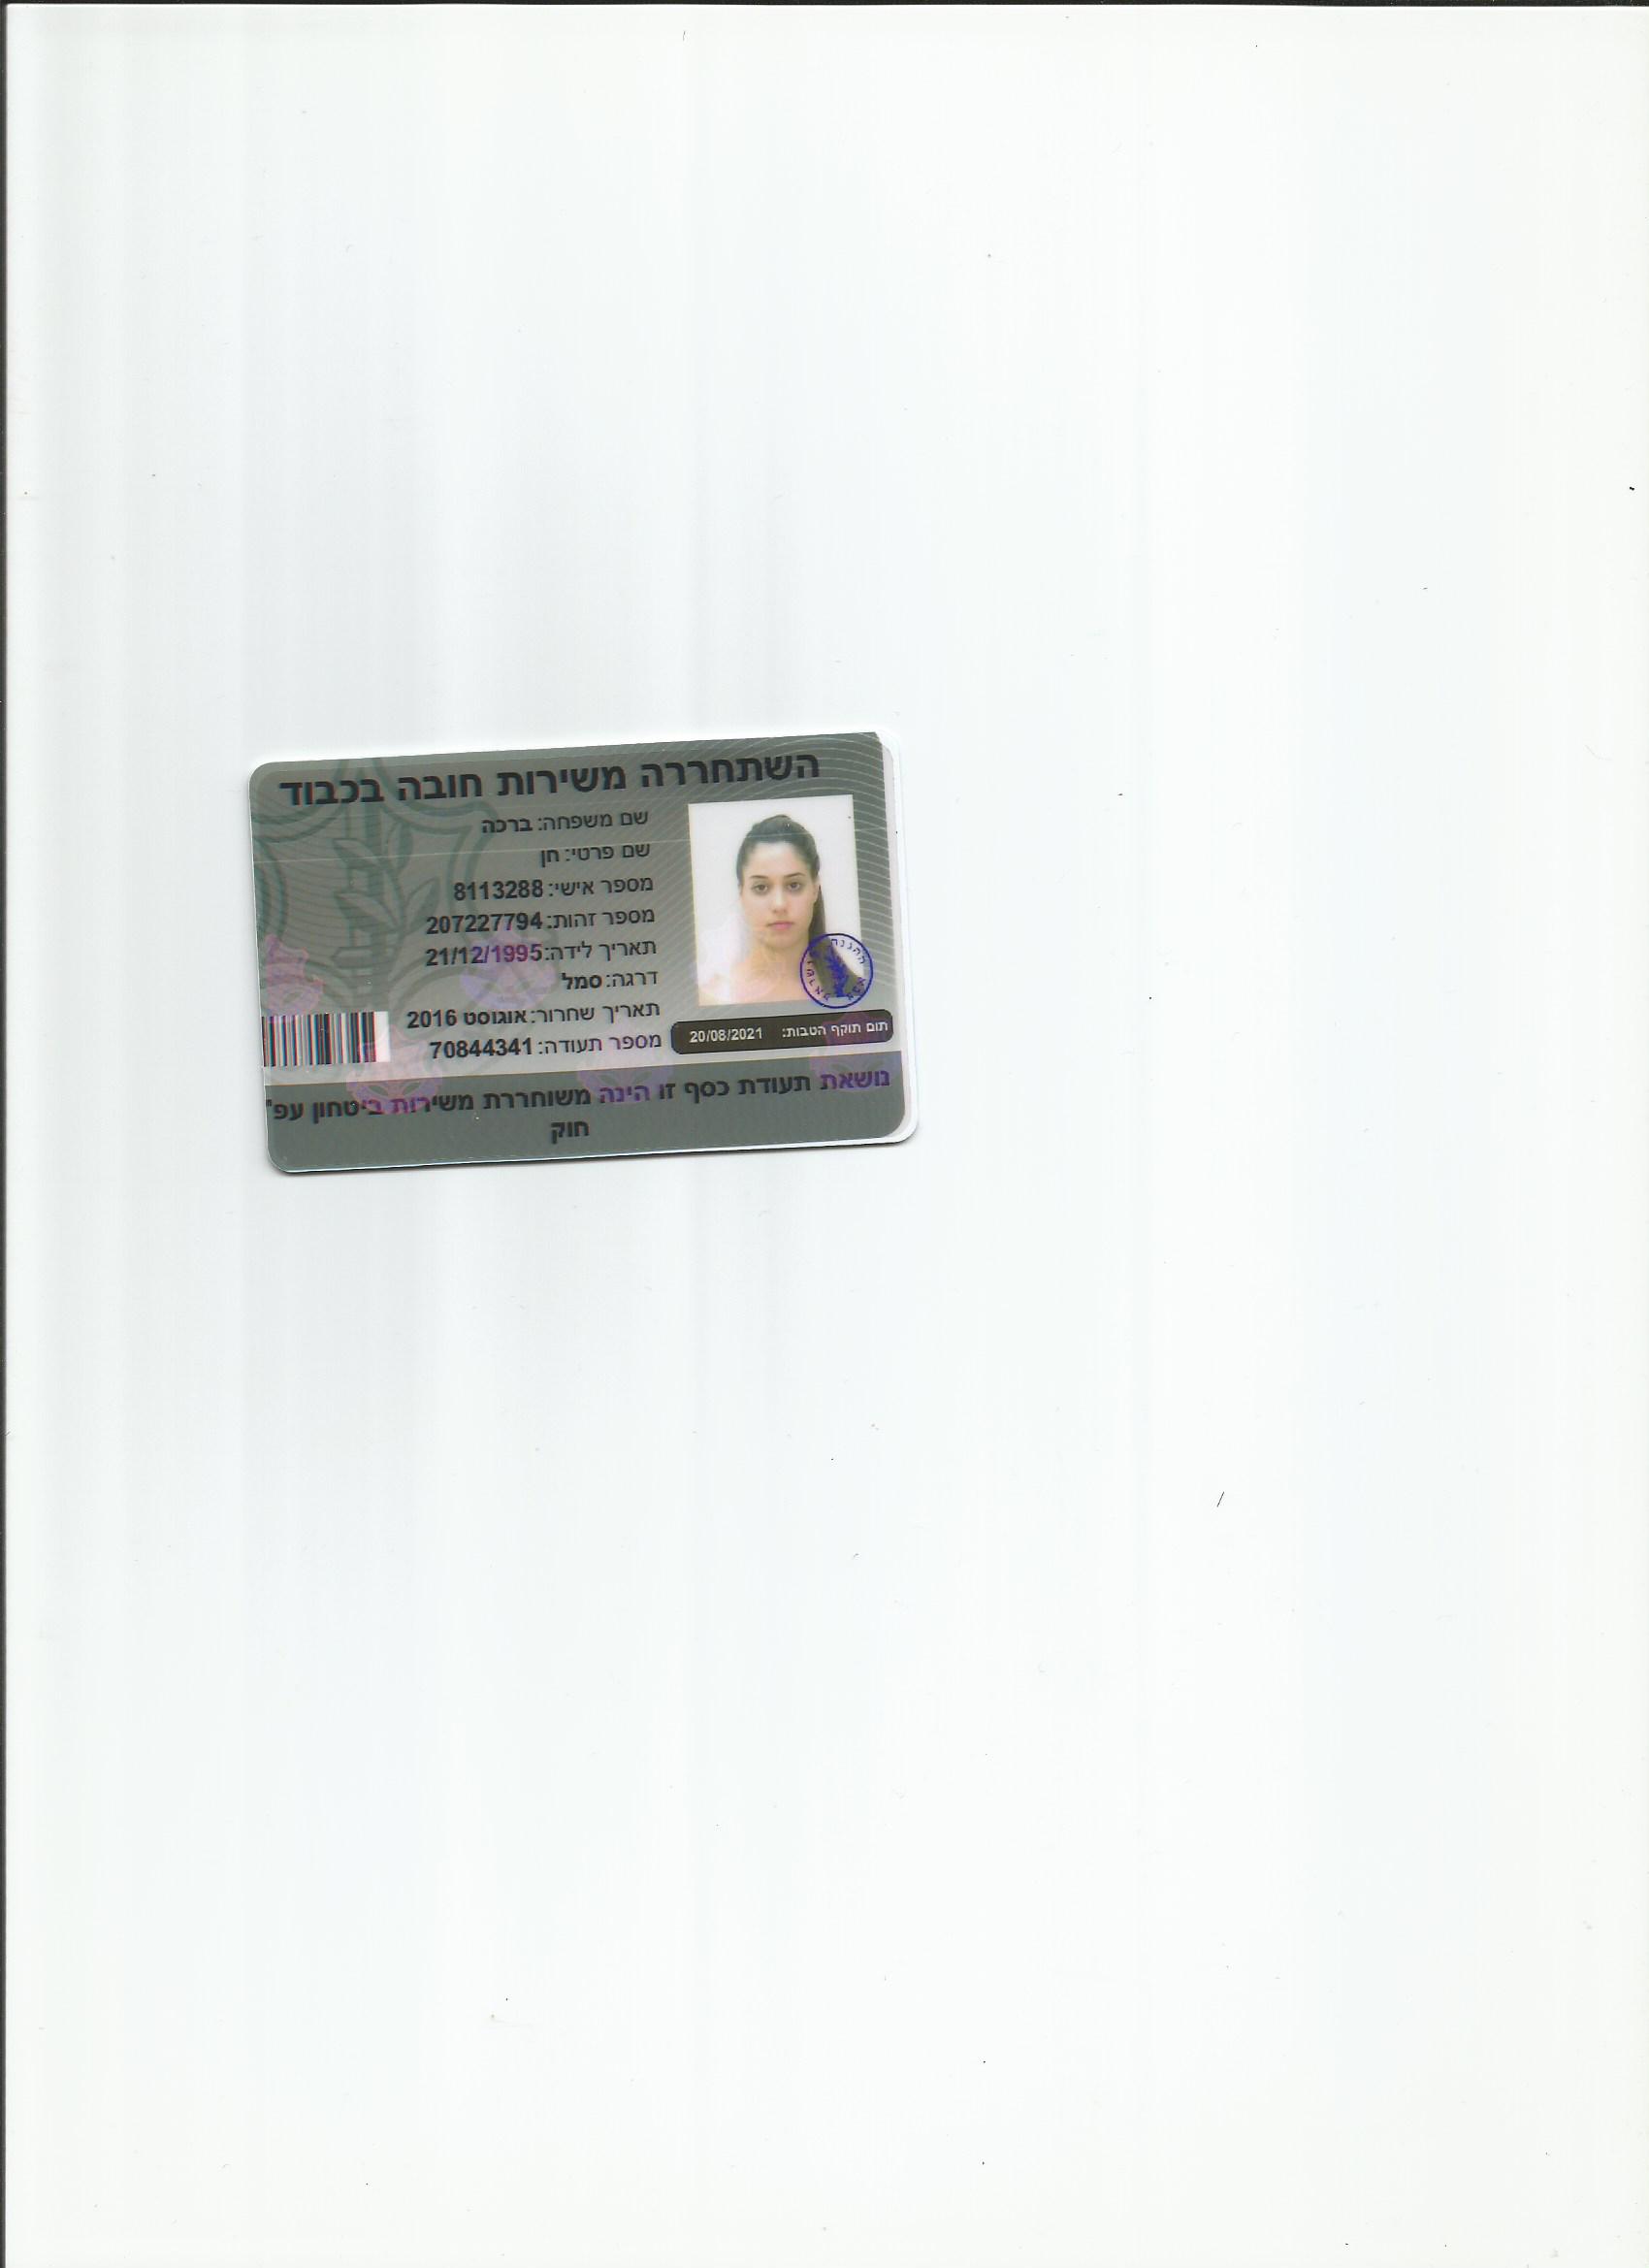 השתחררה משירות חובה בכבוד
שם משפחה: ברכה
שם פרטי: חן
מספר אישי: 8113288
מספר זהות: 207227794
תאריך לידה: 21/12/1995
דרגה: סמל
תאריך שחרור: אוגוסט 2016
מספר תעודה: 70844341
תום תוקף הטבות: 20/08/2021
נושאת תעודת כסף זו הינה משוחררת משירות ביטחון עפ"
חוק